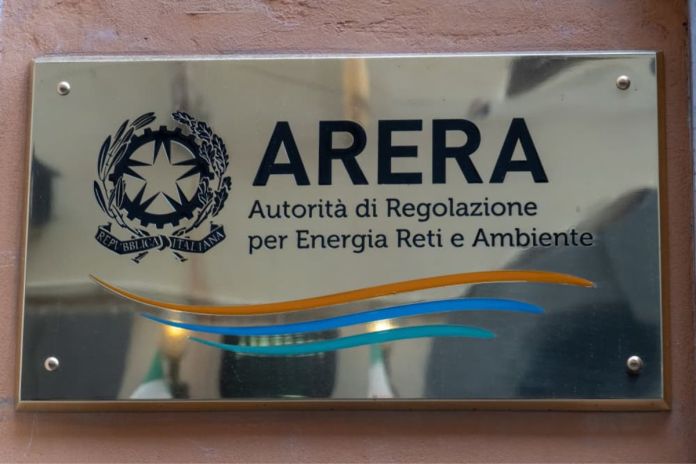 ARERA
Autorità di Regolazione
per Energia Reti e Ambiente
REPVBBLICA ITALIANA